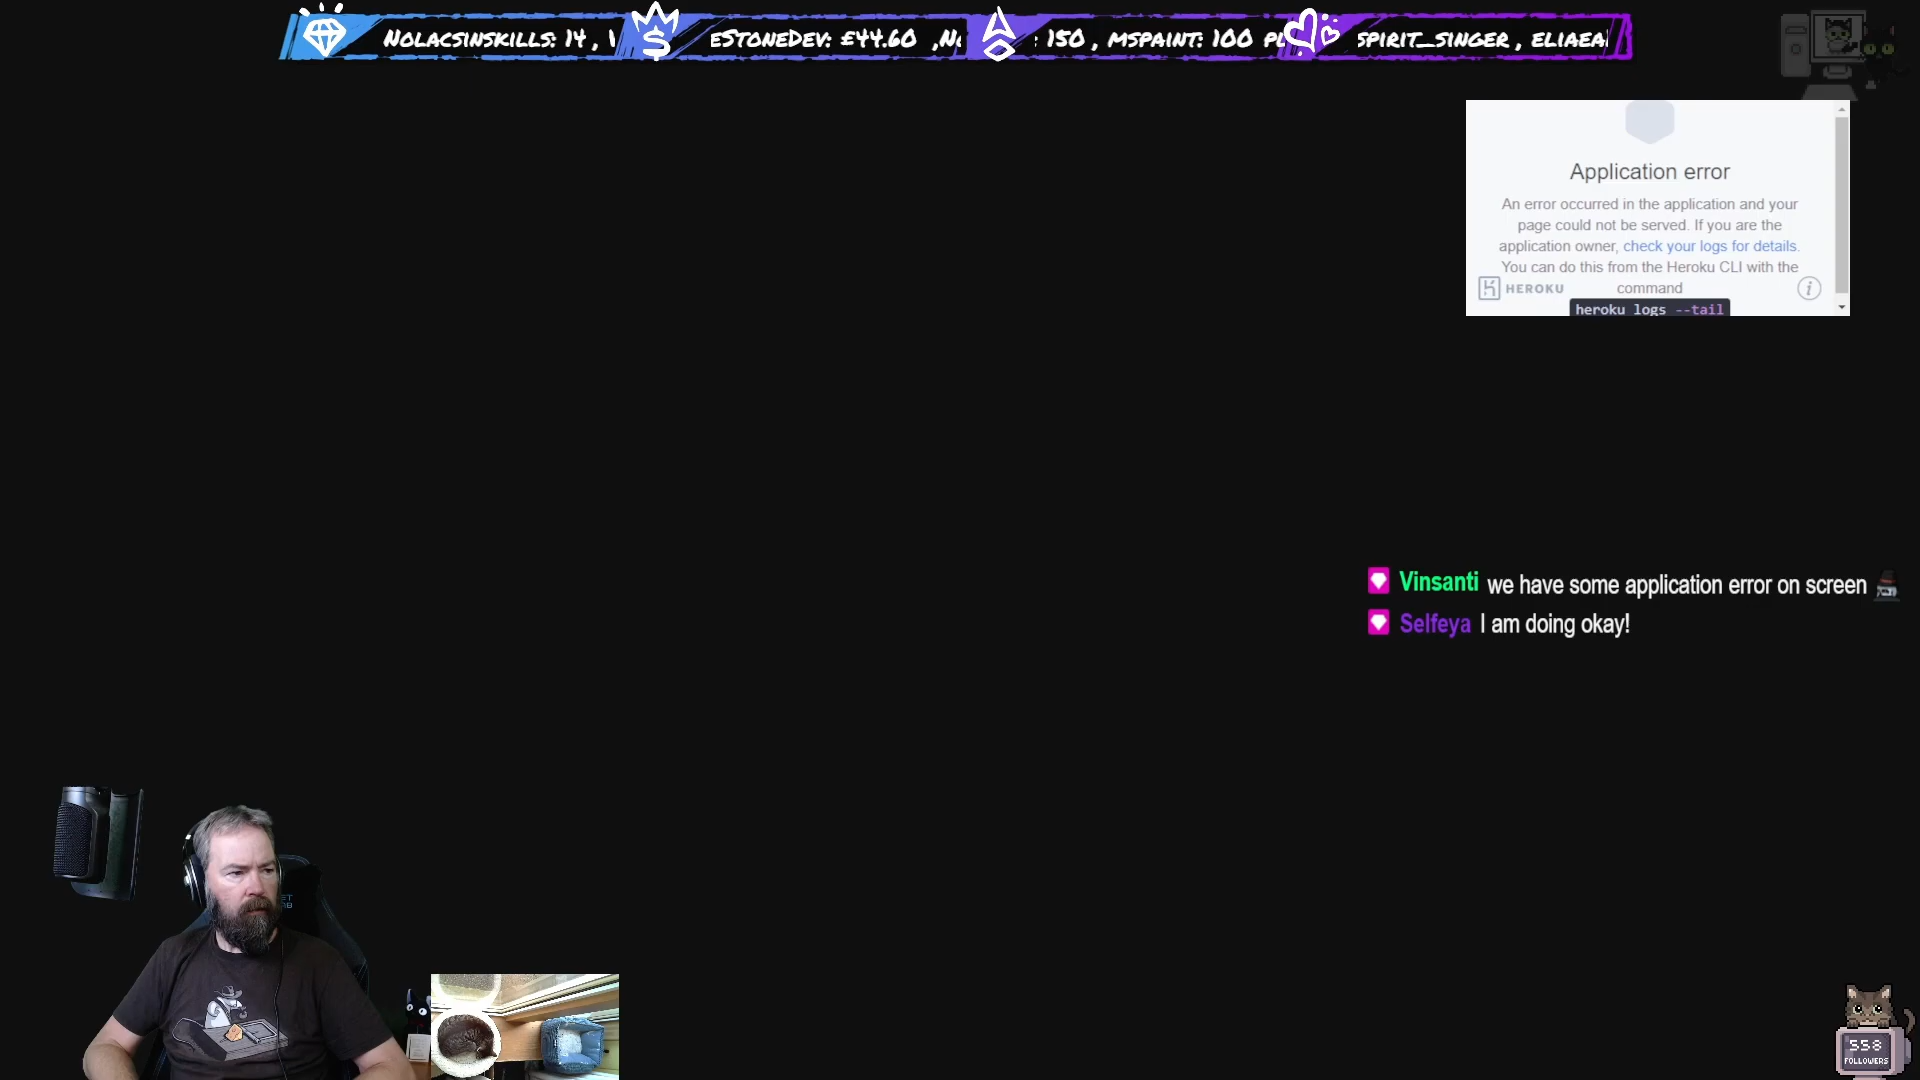 NOLACSINSKILLS: 14 ,
ESTONEDEV: £44.60 ,
: 150 , MSPAINT: 100
SPIRIT_SINGER , ELIAEA
Application error
An error occurred in the application and your
page could not be served. If you are the
application owner, check your logs for details.
You can do this from the Heroku CLI with the
command
HEROKU
heroku logs --tail
Vinsanti we have some application error on screen
Selfeya I am doing okay!
558
FOLLOWERS